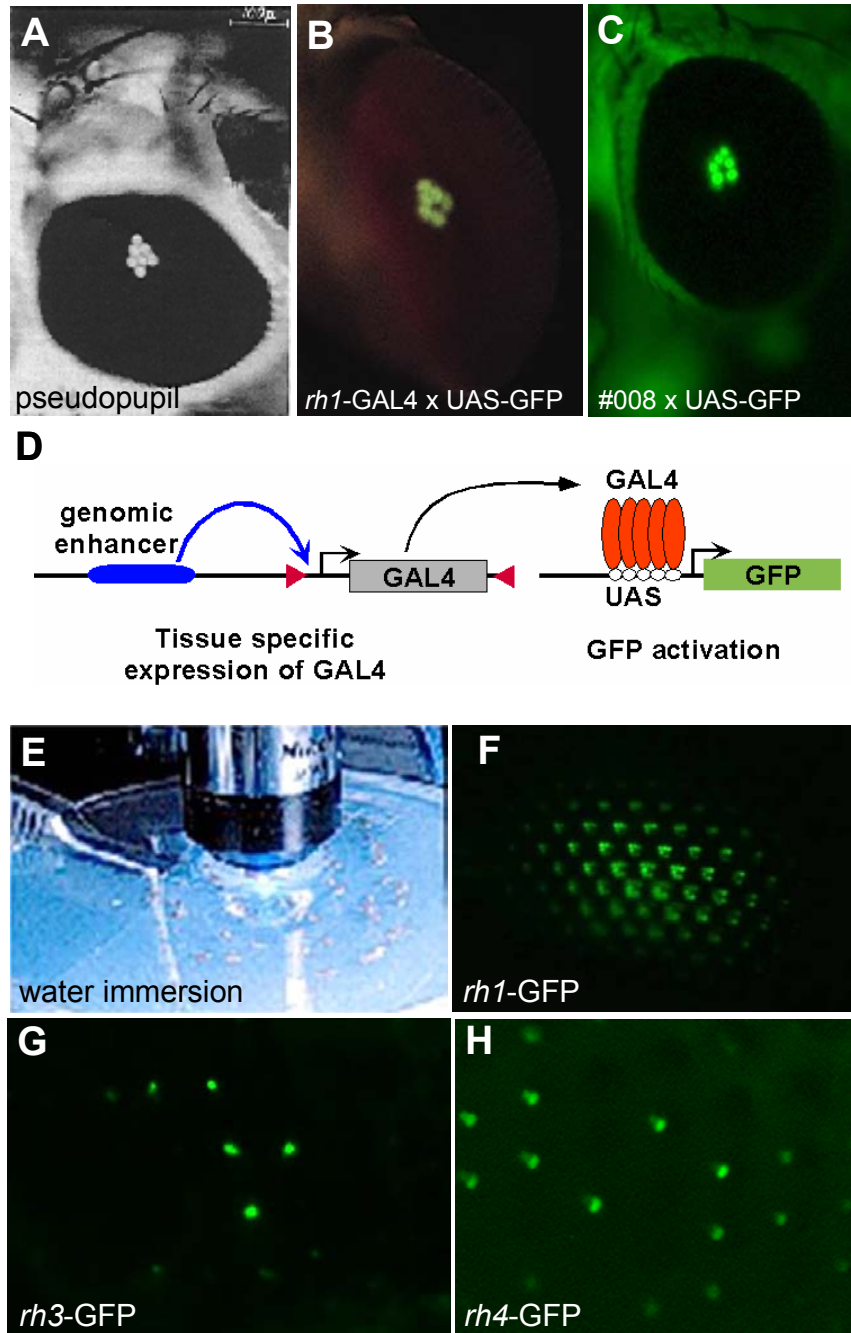 A
B
C
pseudopupil
rh1-GAL4 x UAS-GFP
#008 x UAS-GFP
D
genomic
enhancer
GAL4
Tissue specific
expression of GAL4
GAL4
UAS
GFP
GFP activation
E
water immersion
F
rh1-GFP
G
rh3-GFP
H
rh4-GFP